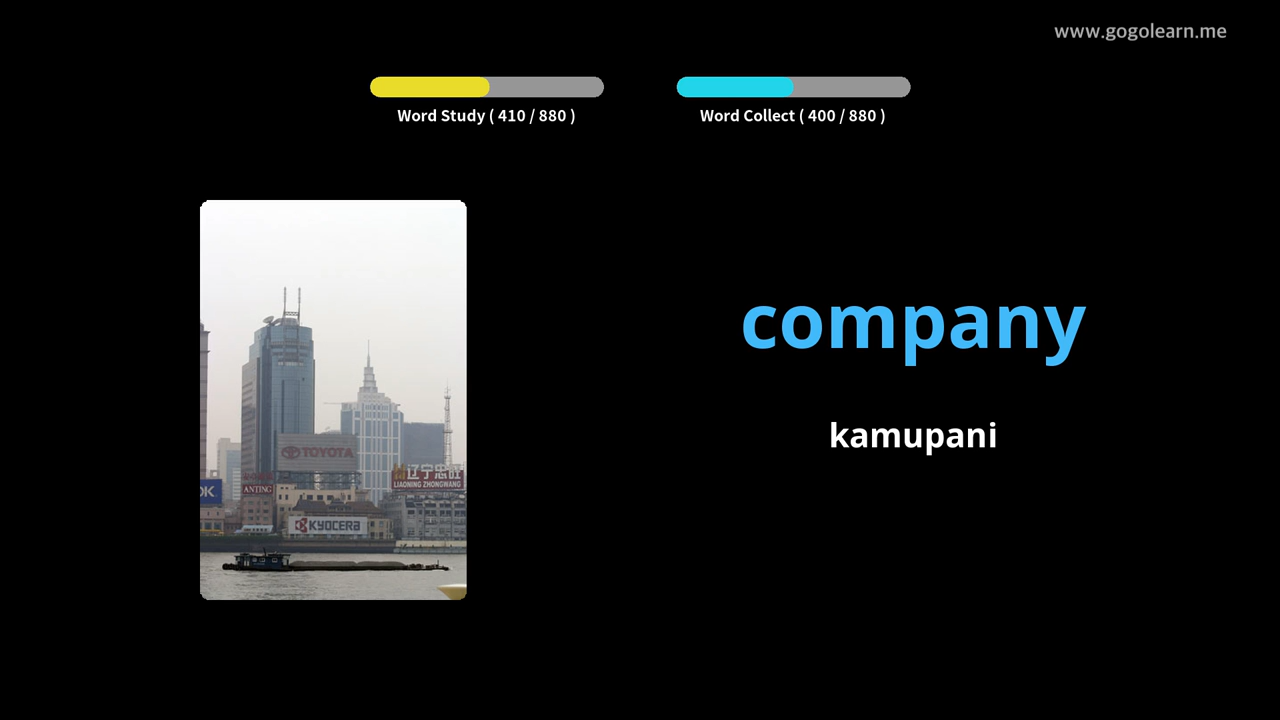 www.gogolearn.me
Word Study ( 410 / 880 )
Word Collect ( 400 / 880 )
company
kamupani
TOYOTA
辽宁忠旺
LIAONING ZHONGWANG
OK
ANTING
KYOCERA